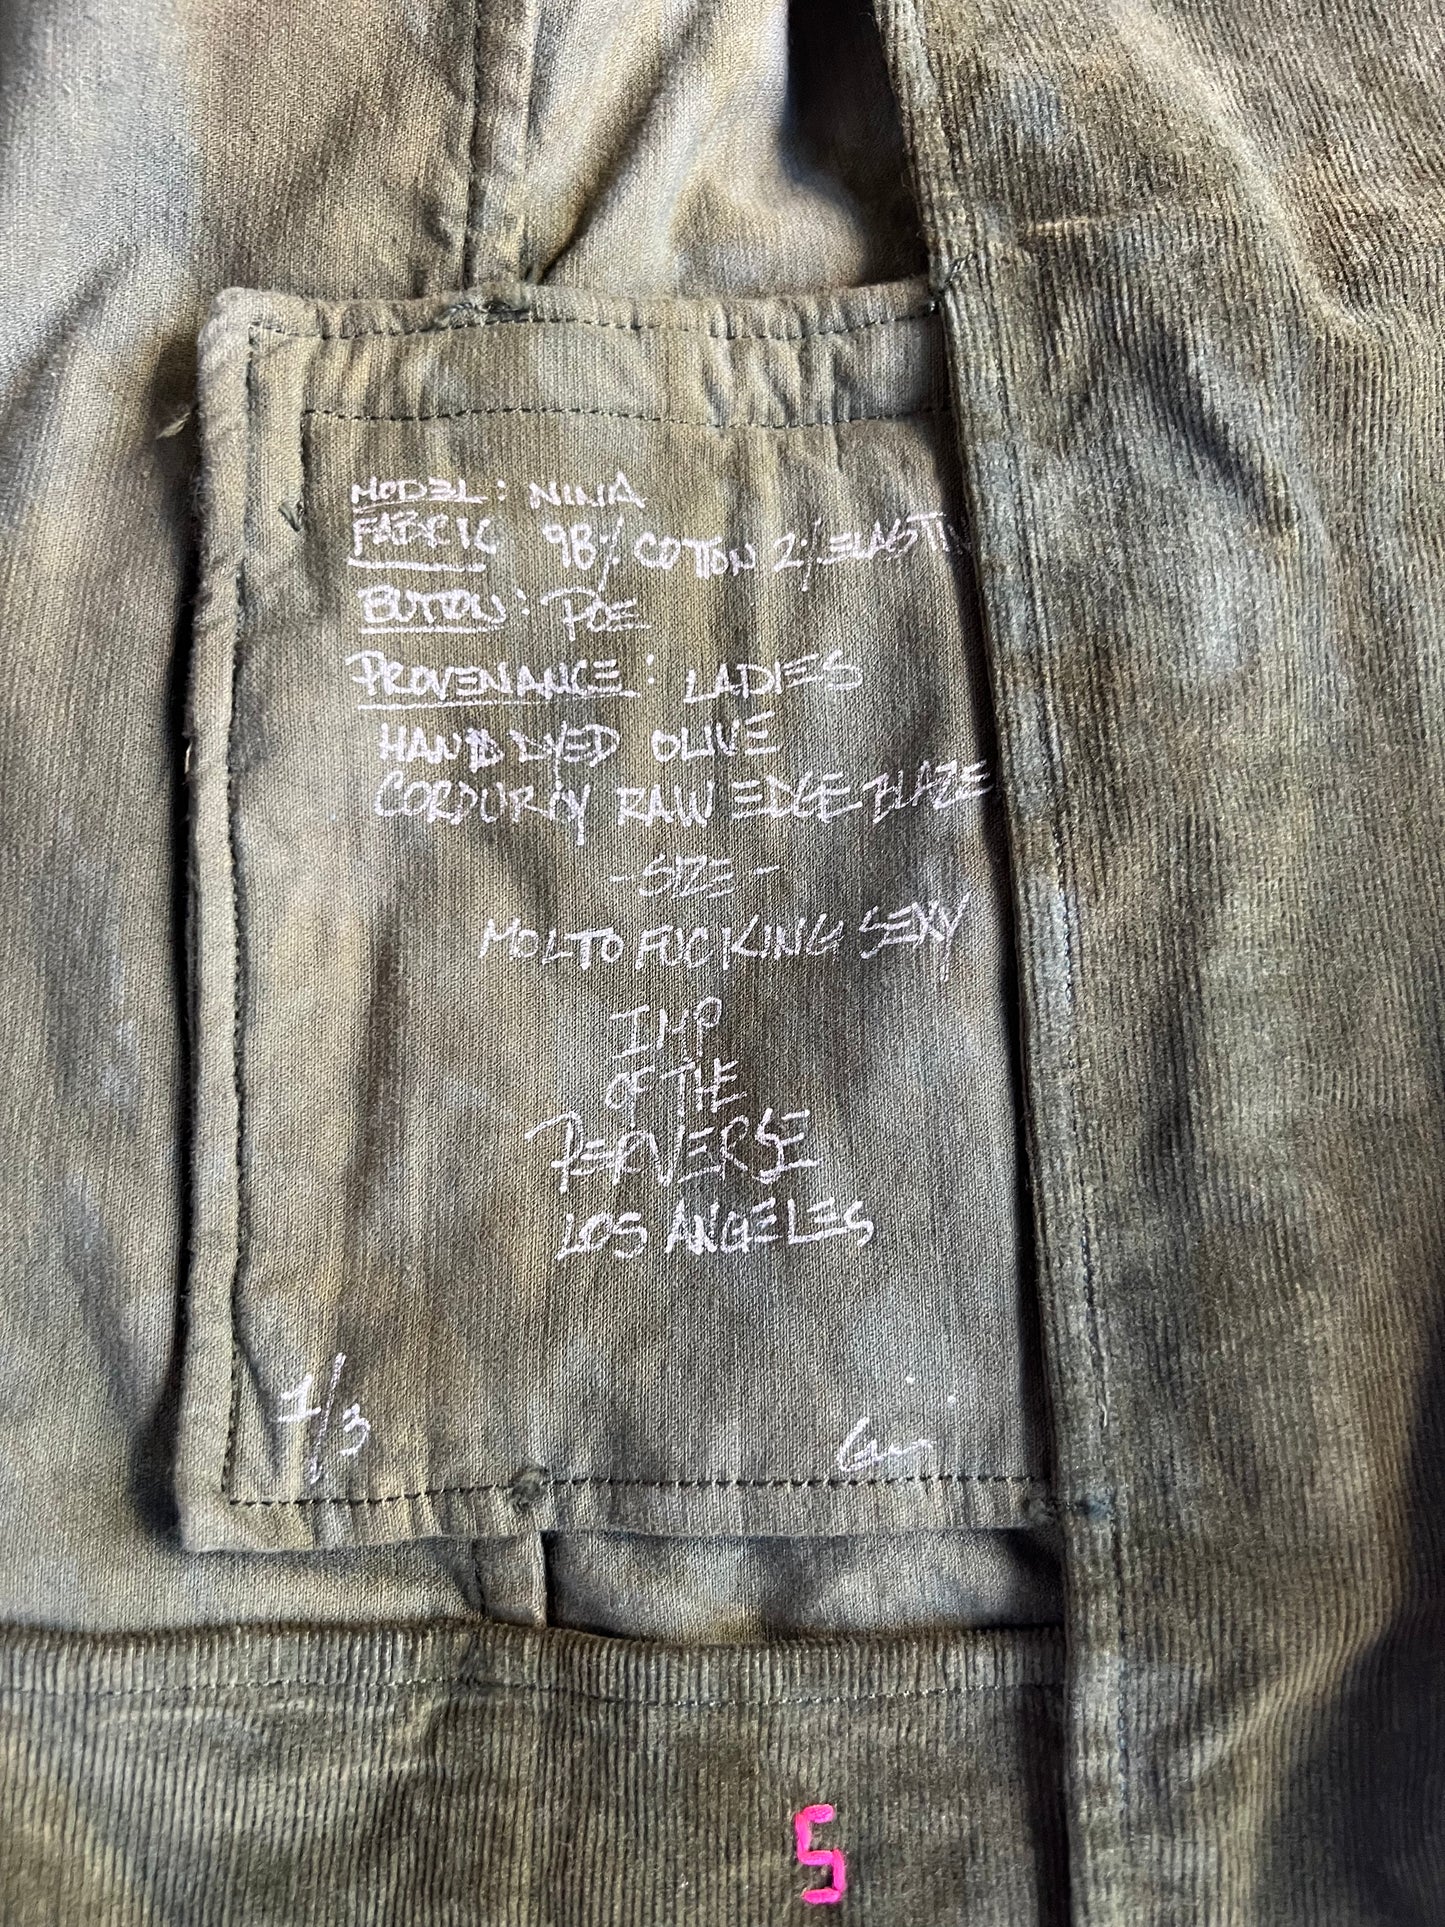 MODEL: NINA
FABRIC 98% COTTON 2% ELASTIN
BUTTON: POE
PROVENANCE: LADIES
HAND DYED OLIVE
CORDUROY RAW EDGE BLAZE
-SIZE-
MOLTO FUCKING SEXY
IMP
OF THE
PERVERSE
LOS ANGELES
1/3
S